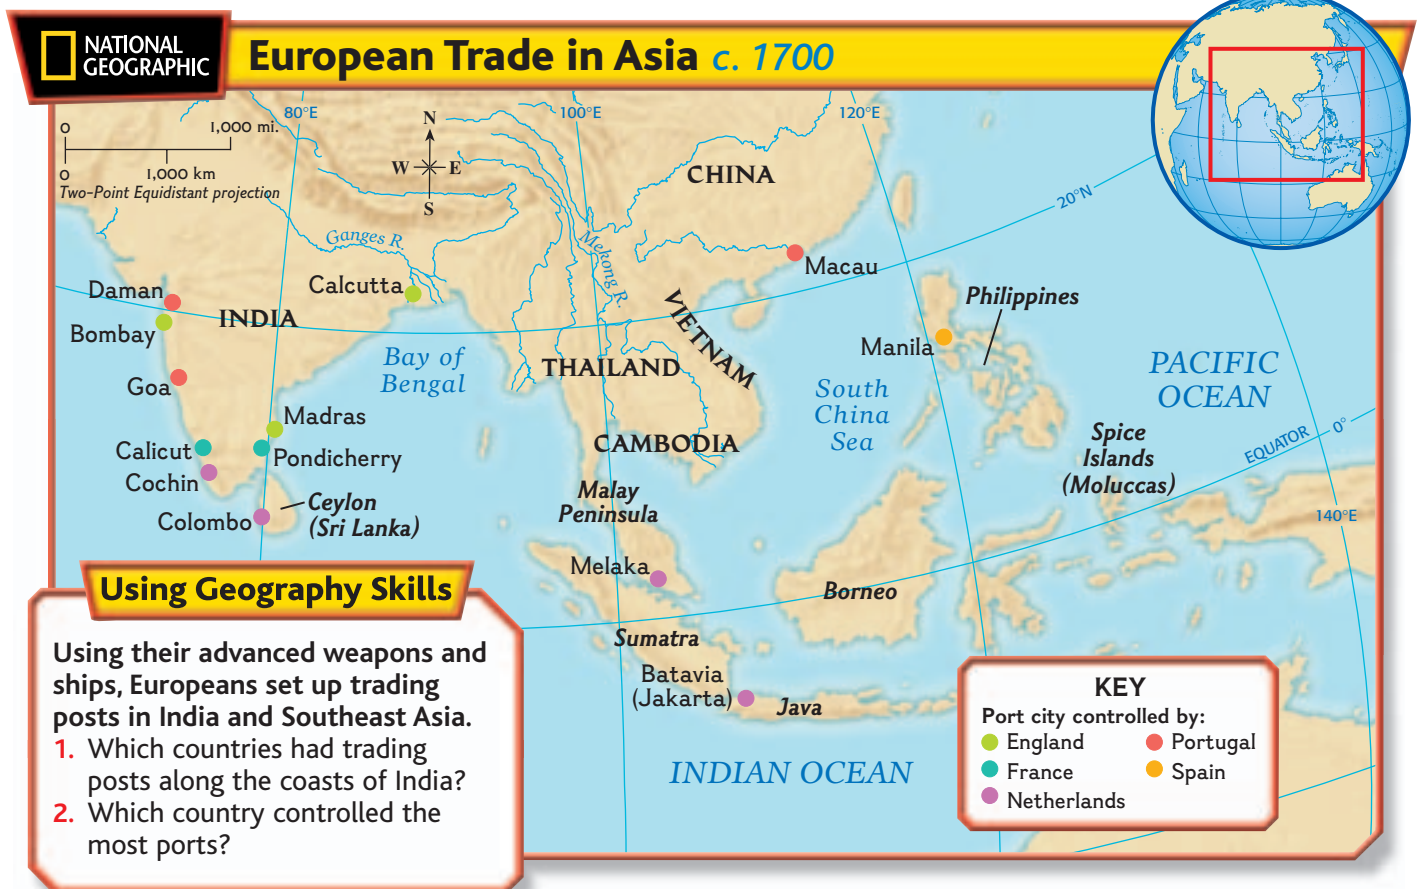 NATIONAL
GEOGRAPHIC
European Trade in Asia c. 1700
0
1,000 mi.
0
1,000 km
Two-Point Equidistant projection
80°E
100°E
120°E
N
W
E
S
CHINA
20°N
Ganges R.
Mekong R.
Macau
Calcutta
Daman
INDIA
Bombay
Philippines
VIETNAM
Manila
Bay of
Bengal
THAILAND
PACIFIC
OCEAN
Goa
South
China
Sea
Madras
Calicut
Pondicherry
CAMBODIA
Spice
Islands
(Moluccas)
EQUATOR
0°
Cochin
Ceylon
(Sri Lanka)
Colombo
Malay
Peninsula
140°E
Melaka
Borneo
Sumatra
Batavia
(Jakarta)
Java
INDIAN OCEAN
Using Geography Skills
Using their advanced weapons and
ships, Europeans set up trading
posts in India and Southeast Asia.
1. Which countries had trading
posts along the coasts of India?
2. Which country controlled the
most ports?
KEY
Port city controlled by:
England
Portugal
France
Spain
Netherlands